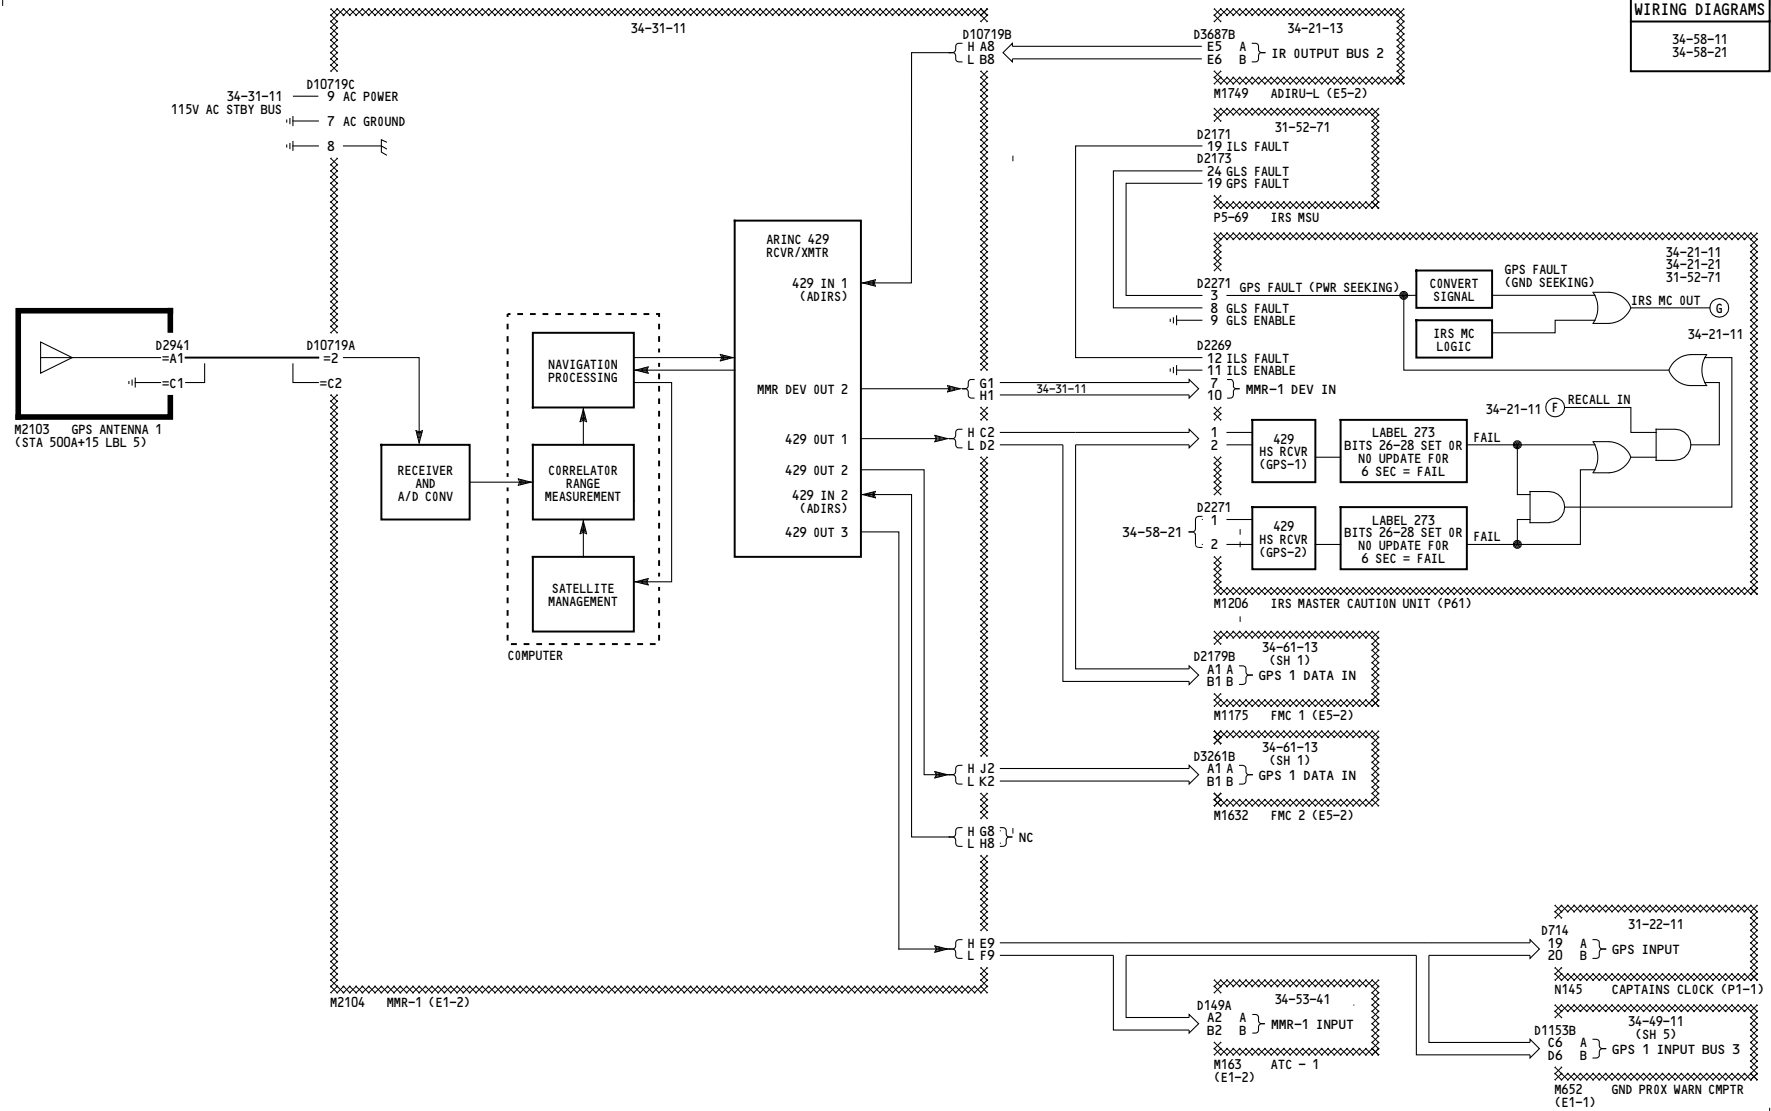 WIRING DIAGRAMS
34-58-11
34-58-21
34-31-11
D10719C
34-31-11
115V AC STBY BUS
9 AC POWER
7 AC GROUND
8
D10719B
H A8
L B8
D3687B
34-21-13
E5 A
E6 B
IR OUTPUT BUS 2
M1749 ADIRU-L (E5-2)
31-52-71
D2171
19 ILS FAULT
D2173
24 GLS FAULT
19 GPS FAULT
P5-69 IRS MSU
ARINC 429
RCVR/XMTR
429 IN 1
(ADIRS)
MMR DEV OUT 2
429 OUT 1
429 OUT 2
429 IN 2
(ADIRS)
429 OUT 3
34-21-11
34-21-21
31-52-71
D2271
3 GPS FAULT (PWR SEEKING)
8 GLS FAULT
9 GLS ENABLE
CONVERT
SIGNAL
GPS FAULT
(GND SEEKING)
IRS MC OUT
G
IRS MC
LOGIC
34-21-11
D2269
12 ILS FAULT
11 ILS ENABLE
7
10
MMR-1 DEV IN
34-21-11 F RECALL IN
D2941
=A1
=C1
D10719A
=2
=C2
M2103 GPS ANTENNA 1
(STA 500A+15 LBL 5)
NAVIGATION
PROCESSING
RECEIVER
AND
A/D CONV
CORRELATOR
RANGE
MEASUREMENT
SATELLITE
MANAGEMENT
COMPUTER
G1
H1
34-31-11
H C2
L D2
1
2
429
HS RCVR
(GPS-1)
LABEL 273
BITS 26-28 SET OR
NO UPDATE FOR
6 SEC = FAIL
FAIL
D2271
34-58-21
1
2
429
HS RCVR
(GPS-2)
LABEL 273
BITS 26-28 SET OR
NO UPDATE FOR
6 SEC = FAIL
FAIL
M1206 IRS MASTER CAUTION UNIT (P61)
34-61-13
(SH 1)
D2179B
A1 A
B1 B
GPS 1 DATA IN
M1175 FMC 1 (E5-2)
34-61-13
(SH 1)
D3261B
A1 A
B1 B
GPS 1 DATA IN
M1632 FMC 2 (E5-2)
H J2
L K2
H G8
L H8
NC
H E9
L F9
M2104 MMR-1 (E1-2)
31-22-11
D714
19 A
20 B
GPS INPUT
N145 CAPTAINS CLOCK (P1-1)
34-53-41
D149A
A2 A
B2 B
MMR-1 INPUT
M163 ATC - 1
(E1-2)
34-49-11
(SH 5)
D1153B
C6 A
D6 B
GPS 1 INPUT BUS 3
M652 GND PROX WARN CMPTR
(E1-1)